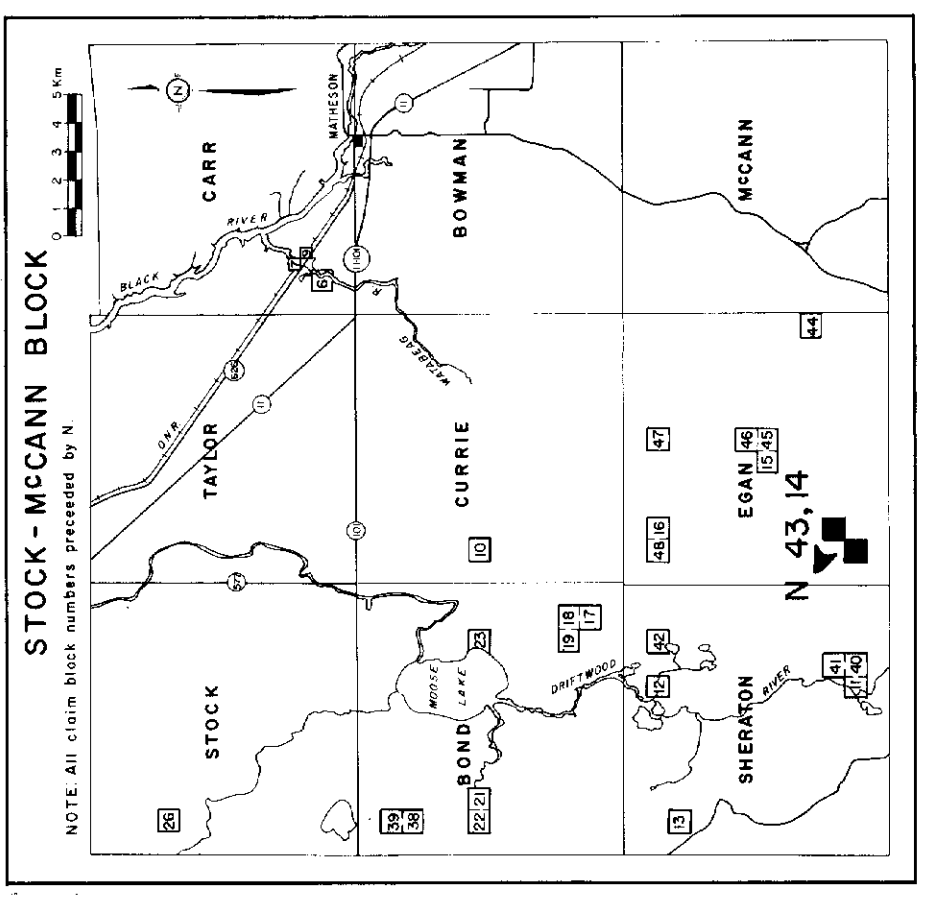 STOCK - McCANN BLOCK
NOTE: All claim block numbers preceeded by N.
0 1 2 3 4 5 Km
N
STOCK
TAYLOR
CARR
BLACK RIVER
MATHESON
ONR
626
11
577
101
101
11
26
7
9
6
WATABEAG R
BOND
CURRIE
BOWMAN
MOOSE LAKE
39
38
22 21
23
10
19 18
17
DRIFTWOOD RIVER
SHERATON
EGAN
McCANN
13
12
42
48 16
47
46
15 45
44
41
11 40
N 43, 14